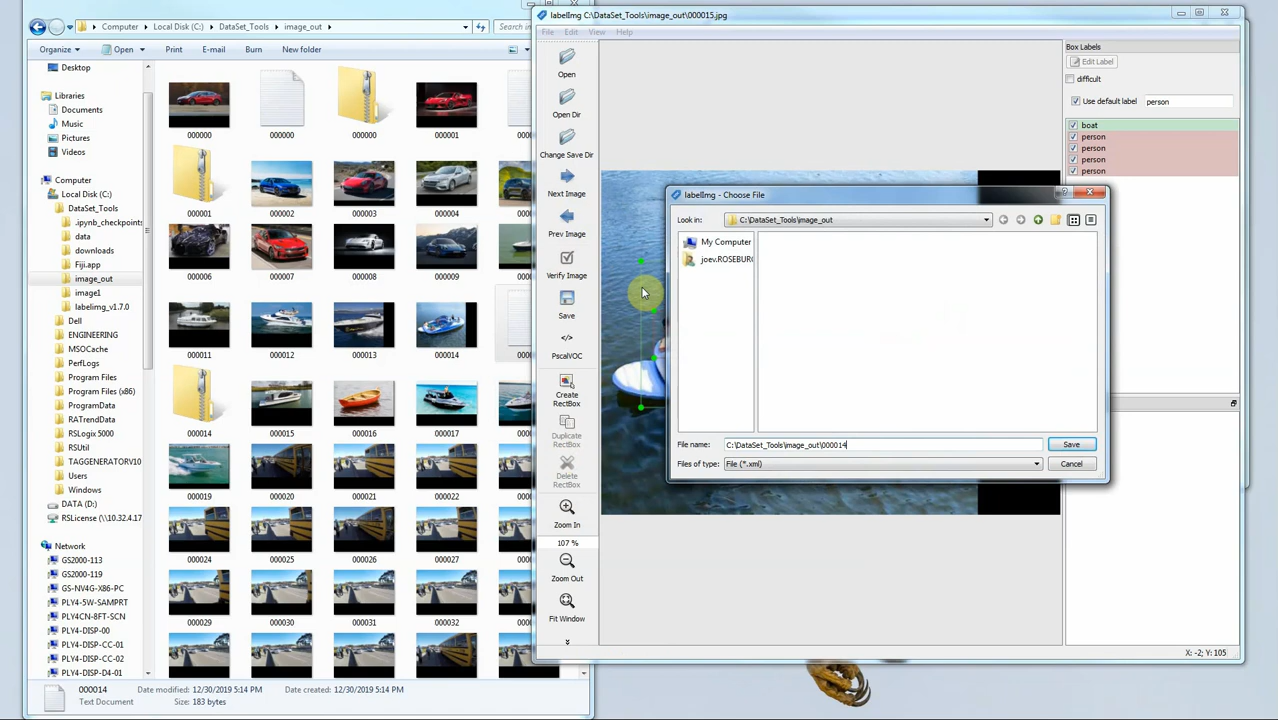 Computer ▸ Local Disk (C:) ▸ DataSet_Tools ▸ image_out ▸
Search
Organize ▾ Open ▾ Print E-mail Burn New folder
Desktop
Libraries
Documents
Music
Pictures
Videos
Computer
Local Disk (C:)
DataSet_Tools
.ipynb_checkpoints
data
downloads
Fiji.app
image_out
image1
labelimg_v1.7.0
Dell
ENGINEERING
MSOCache
PerfLogs
Program Files
Program Files (x86)
ProgramData
RATrendData
RSLogix 5000
RSUtil
TAGGENERATORV10
Users
Windows
DATA (D:)
RSLicense (\\10.32.4.17
Network
GS2000-113
GS2000-119
GS-NV4G-X86-PC
PLY4-5W-SAMPRT
PLY4CN-8FT-SCN
PLY4-DISP-00
PLY4-DISP-CC-01
PLY4-DISP-CC-02
PLY4-DISP-D4-01
000000 000000 000000 000001
000001 000002 000003 000004
000006 000007 000008 000009
000011 000012 000013 000014
000014 000015 000016 000017
000019 000020 000021 000022
000024 000025 000026 000027
000029 000030 000031 000032
000014
Text Document
Date modified: 12/30/2019 5:14 PM
Size: 183 bytes
Date created: 12/30/2019 5:14 PM
labelImg C:\DataSet_Tools\image_out\000015.jpg
File Edit View Help
Open
Open Dir
Change Save Dir
Next Image
Prev Image
Verify Image
Save
</>
PscalVOC
Create
RectBox
Duplicate
RectBox
Delete
RectBox
Zoom In
107 %
Zoom Out
Fit Window
labelImg - Choose File
Look in: C:\DataSet_Tools\image_out
My Computer
joev.ROSEBUR
File name: C:\DataSet_Tools\image_out\000014
Save
Files of type: File (*.xml)
Cancel
Box Labels
Edit Label
difficult
Use default label person
boat
person
person
person
person
X: -2; Y: 105